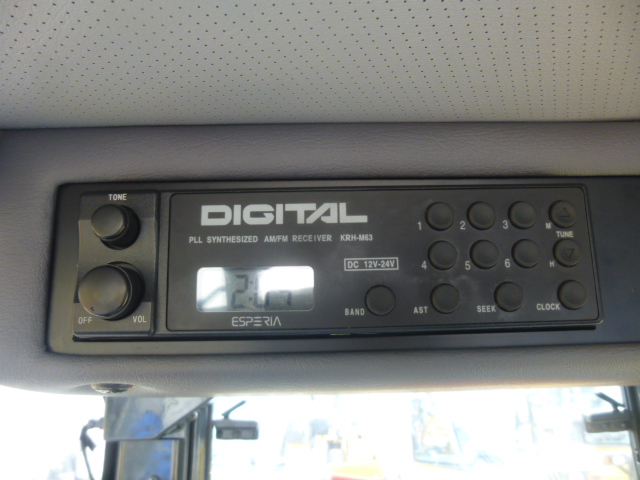 TONE
OFF VOL
DIGITAL
PLL SYNTHESIZED AM/FM RECEIVER KRH-M63
DC 12V-24V
ESPERIA
1 2 3 M
TUNE
4 5 6 H
BAND AST SEEK CLOCK